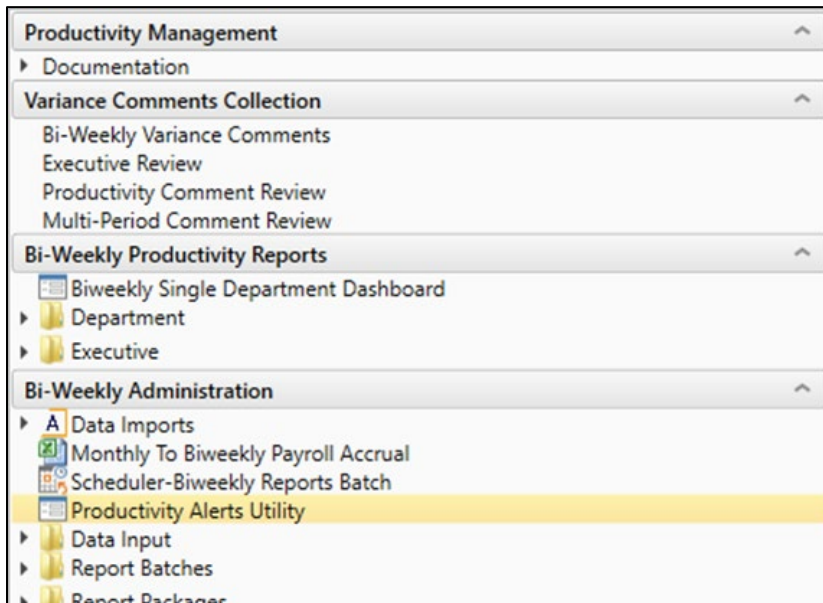 Productivity Management
Documentation
Variance Comments Collection
Bi-Weekly Variance Comments
Executive Review
Productivity Comment Review
Multi-Period Comment Review
Bi-Weekly Productivity Reports
Biweekly Single Department Dashboard
Department
Executive
Bi-Weekly Administration
A Data Imports
Monthly To Biweekly Payroll Accrual
Scheduler-Biweekly Reports Batch
Productivity Alerts Utility
Data Input
Report Batches
Report Packages